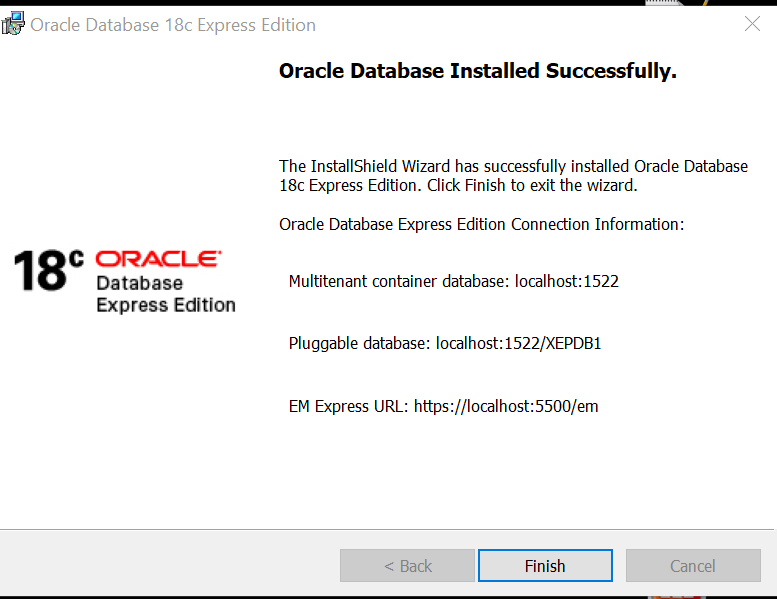 Oracle Database 18c Express Edition
Oracle Database Installed Successfully.
The InstallShield Wizard has successfully installed Oracle Database
18c Express Edition. Click Finish to exit the wizard.
Oracle Database Express Edition Connection Information:
18c ORACLE
Database
Express Edition
Multitenant container database: localhost:1522
Pluggable database: localhost:1522/XEPDB1
EM Express URL: https://localhost:5500/em
< Back
Finish
Cancel